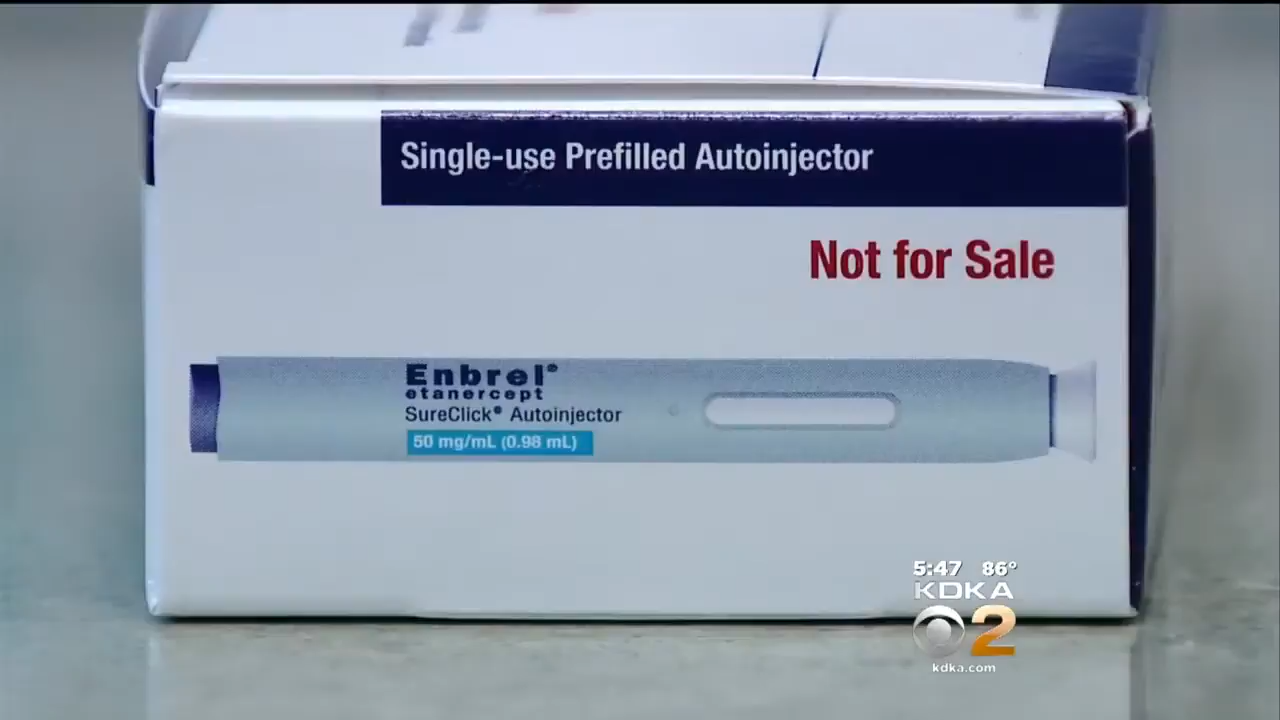 Single-use Prefilled Autoinjector
Not for Sale
Enbrel®
etanercept
SureClick® Autoinjector
50 mg/mL (0.98 mL)
5:47 86°
KDKA
2
kdka.com